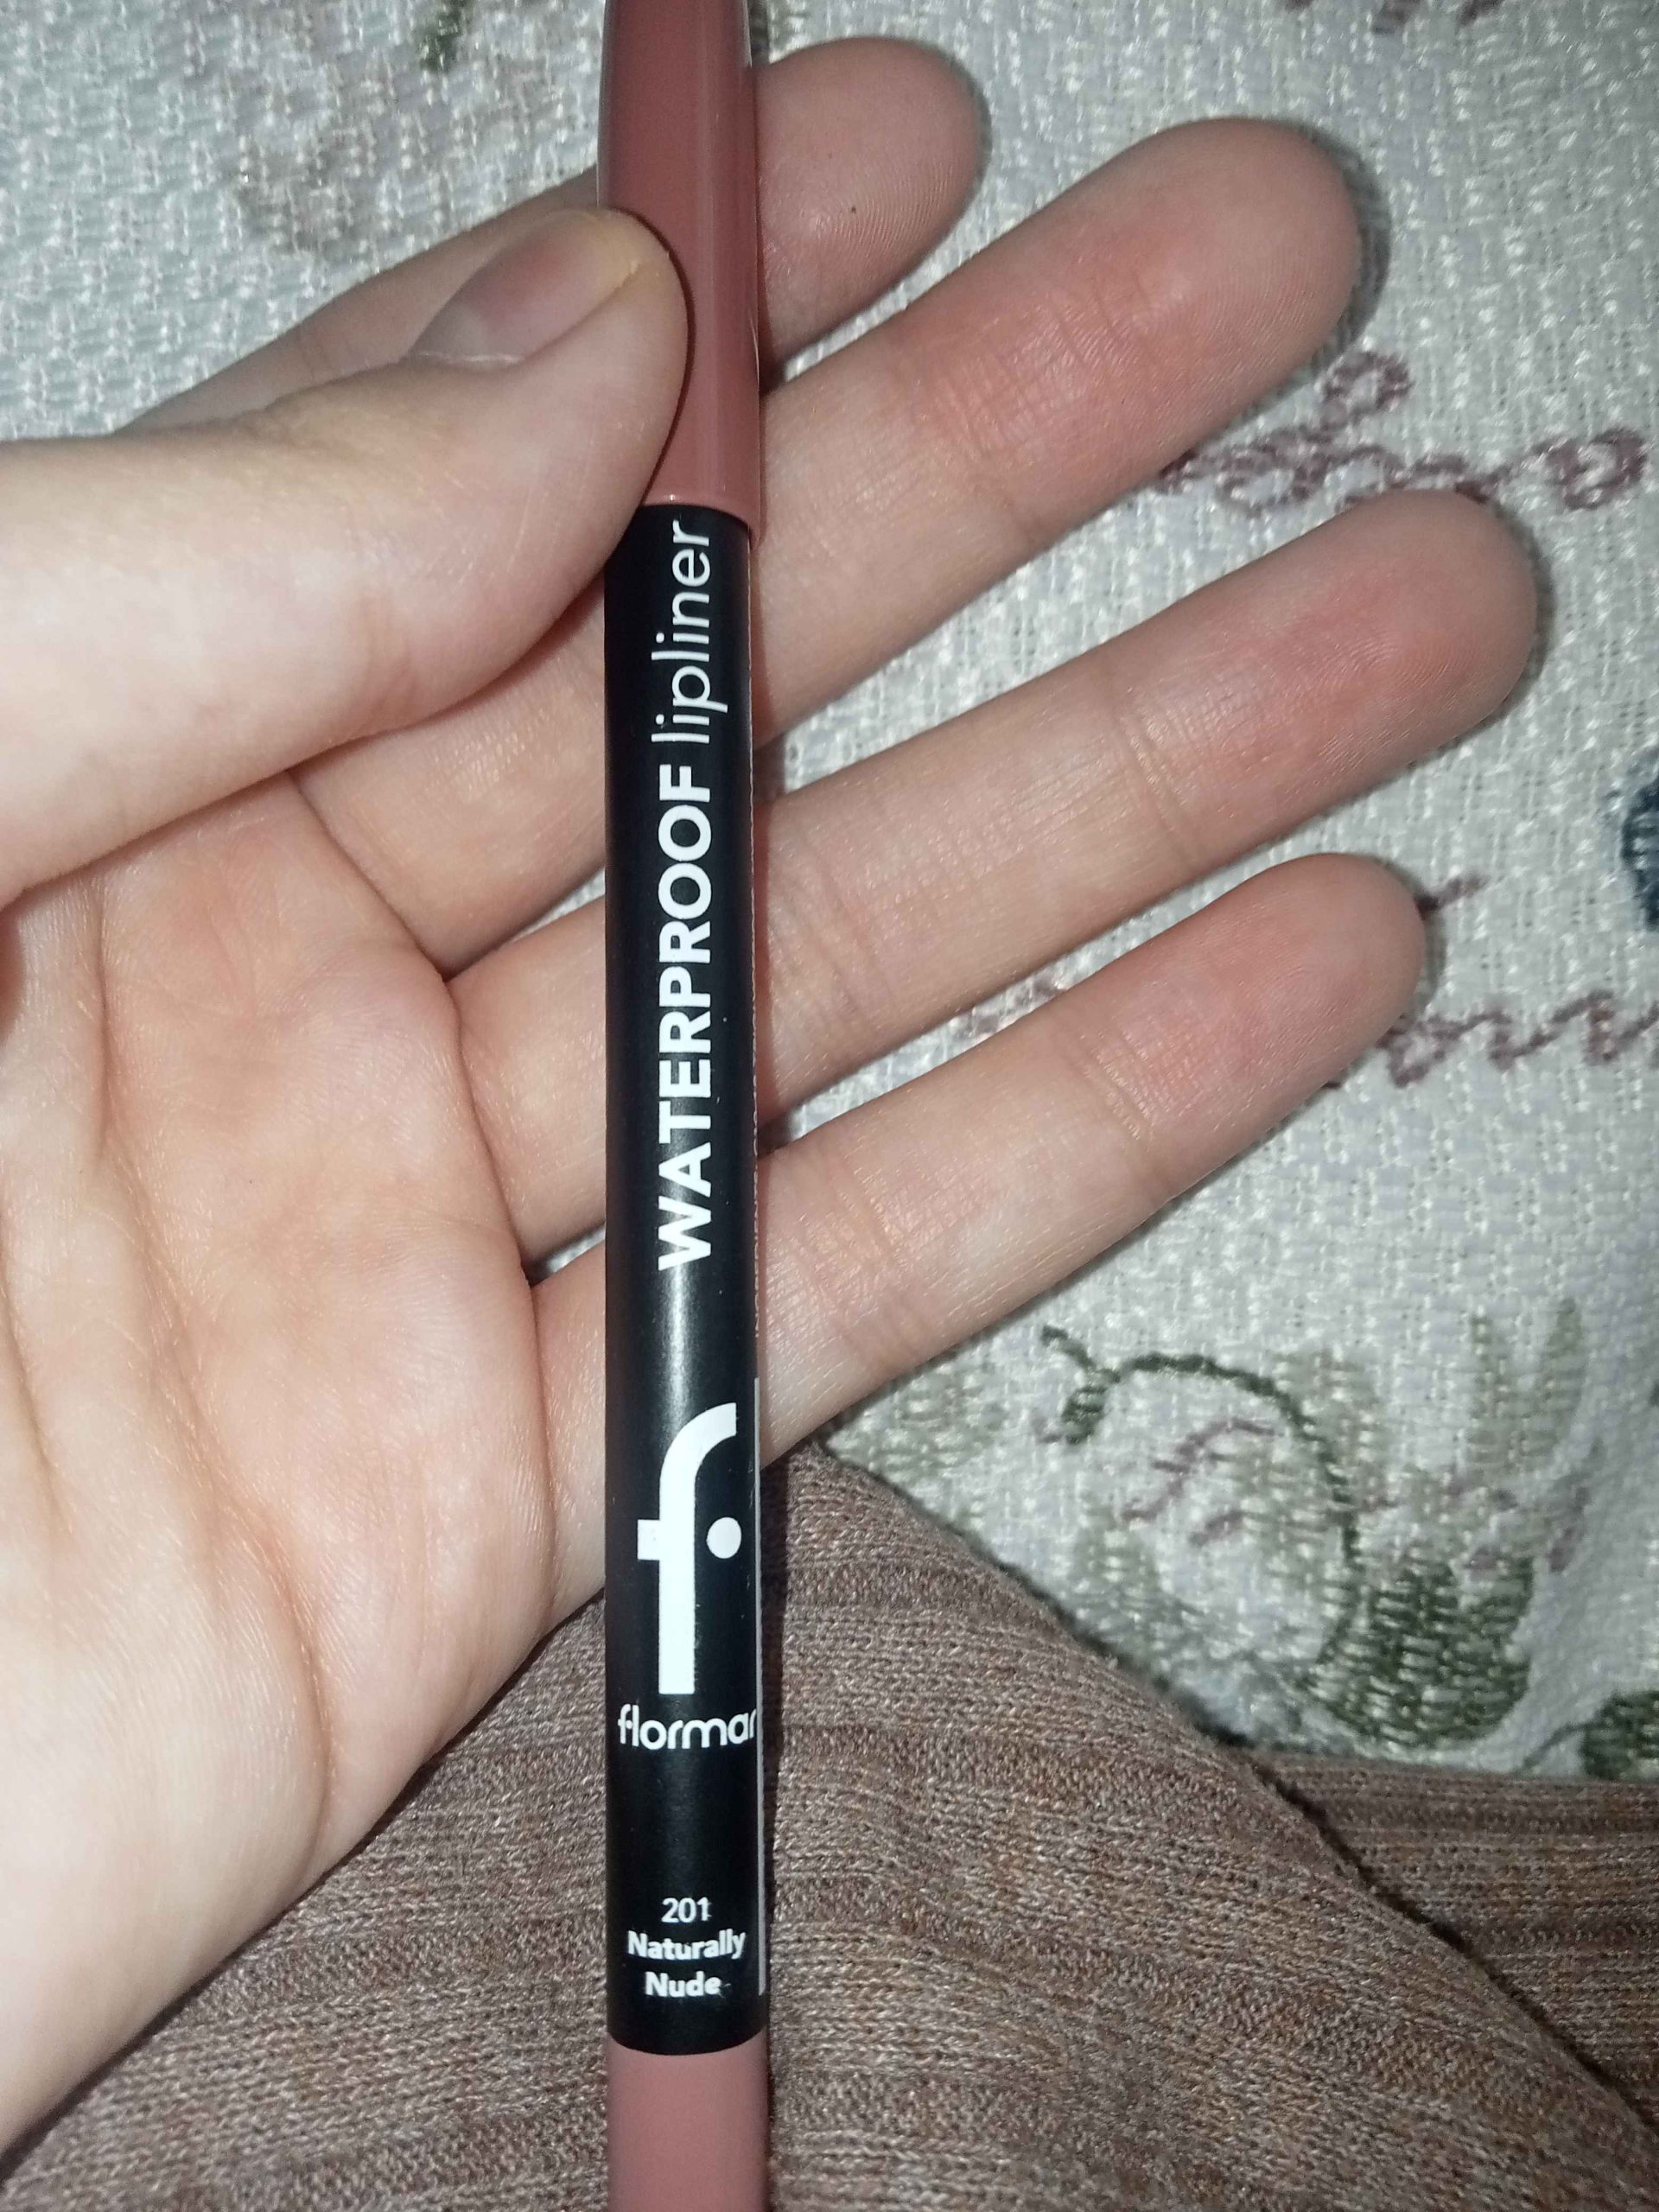 WATERPROOF lipliner
f
flormar
201
Naturally
Nude